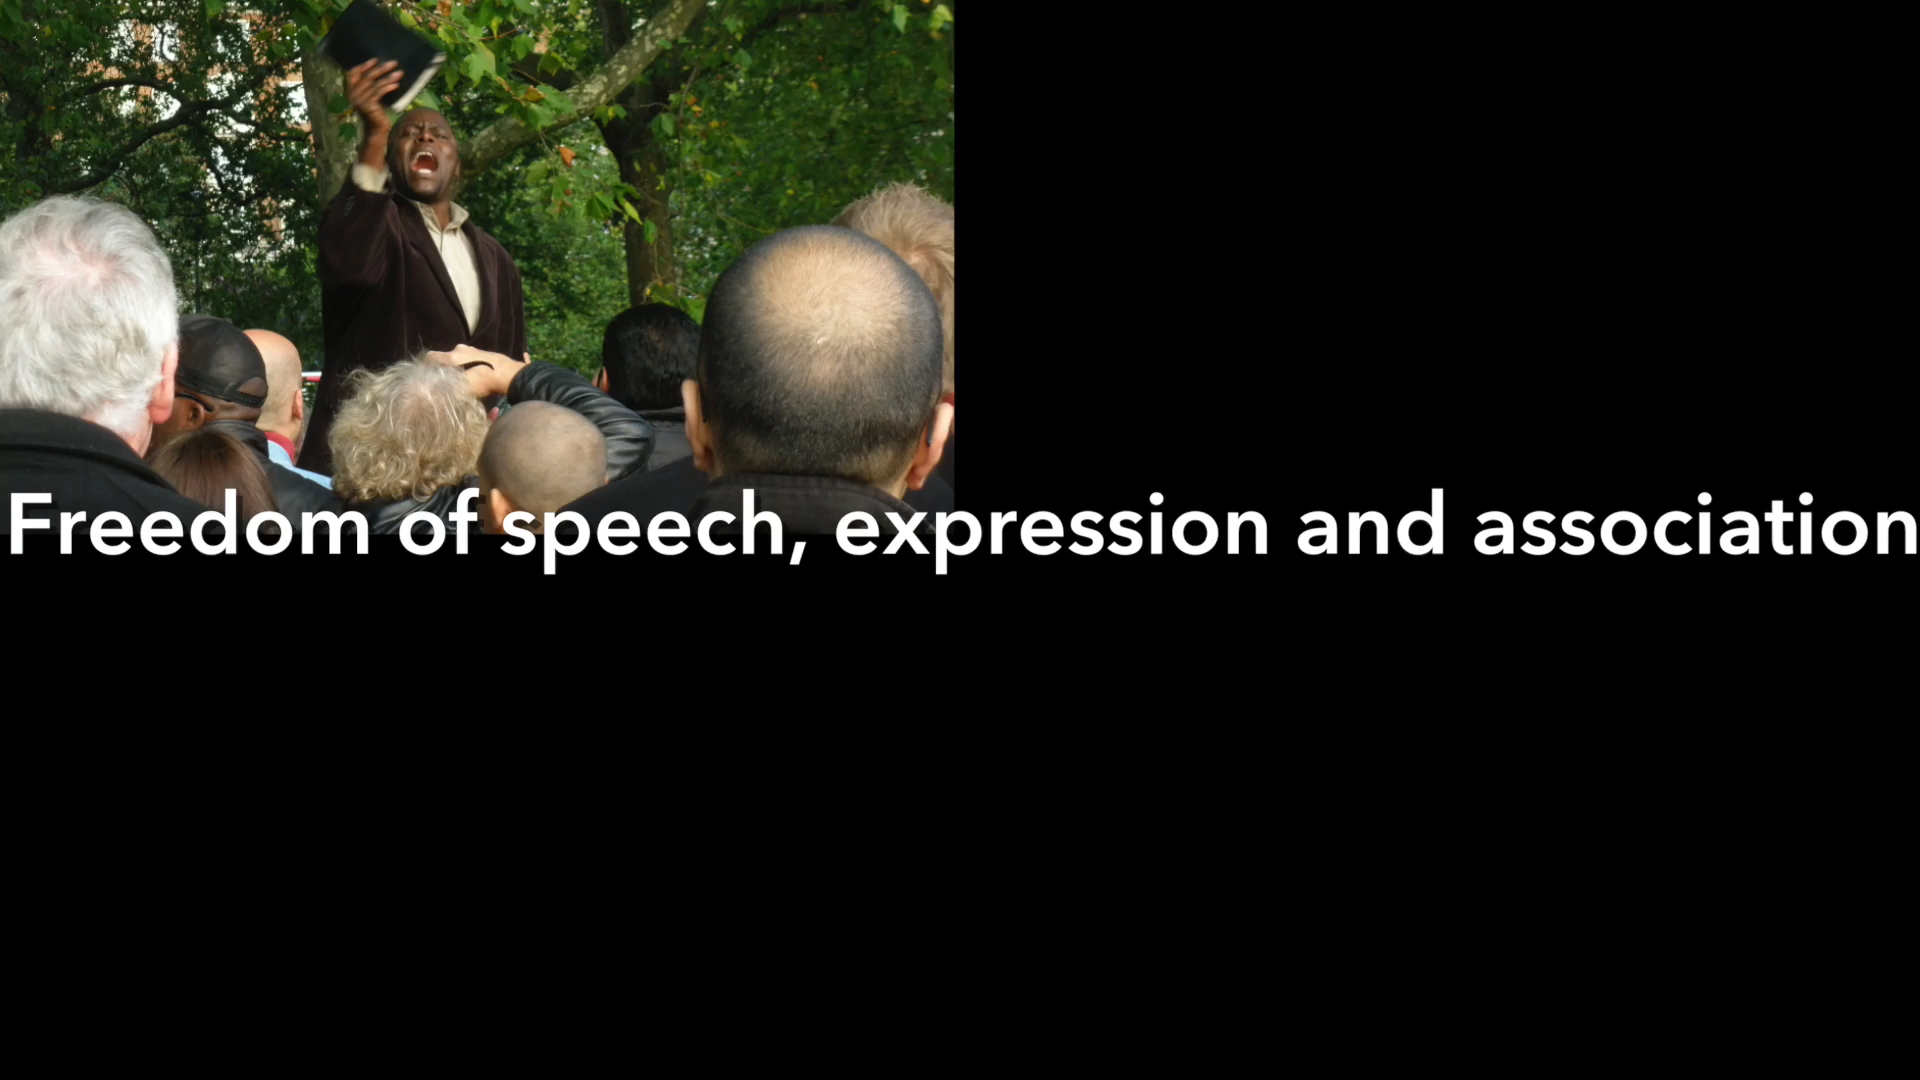 Freedom of speech, expression and association